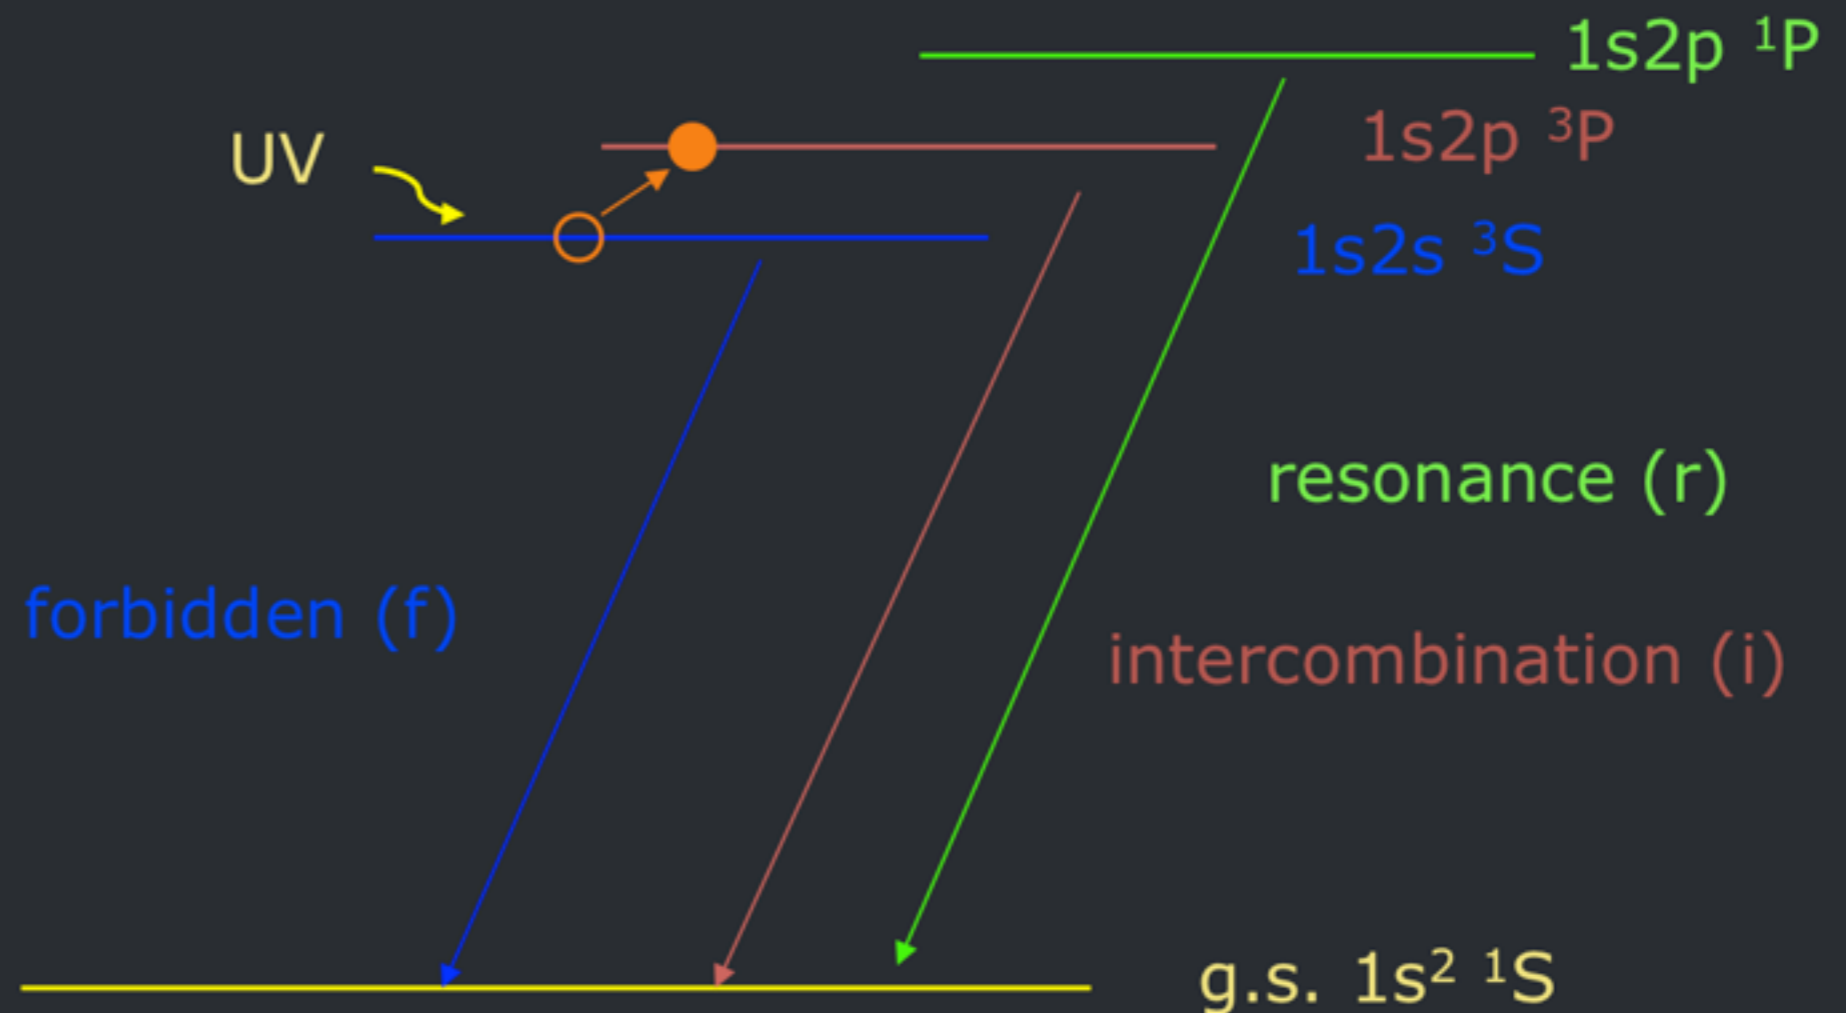 1s2p ¹P
1s2p ³P
UV
1s2s ³S
resonance (r)
forbidden (f)
intercombination (i)
g.s. 1s² ¹S